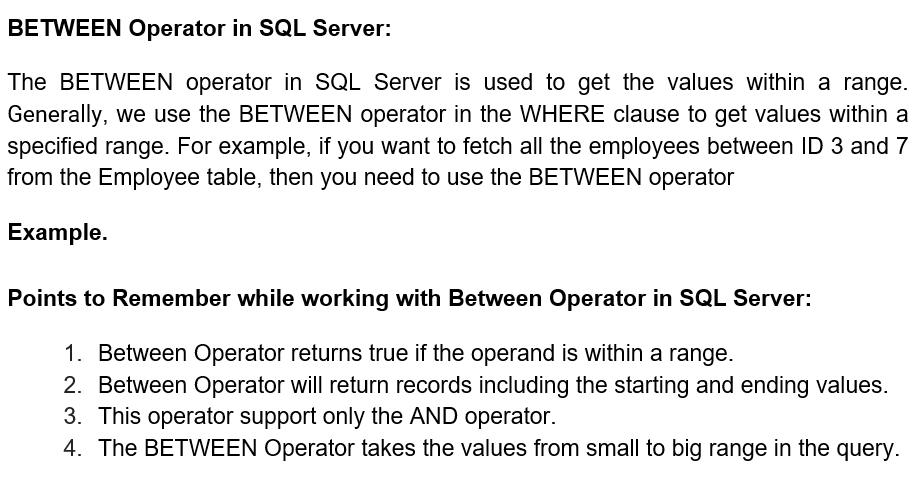 BETWEEN Operator in SQL Server:
The BETWEEN operator in SQL Server is used to get the values within a range.
Generally, we use the BETWEEN operator in the WHERE clause to get values within a
specified range. For example, if you want to fetch all the employees between ID 3 and 7
from the Employee table, then you need to use the BETWEEN operator
Example.
Points to Remember while working with Between Operator in SQL Server:
1. Between Operator returns true if the operand is within a range.
2. Between Operator will return records including the starting and ending values.
3. This operator support only the AND operator.
4. The BETWEEN Operator takes the values from small to big range in the query.